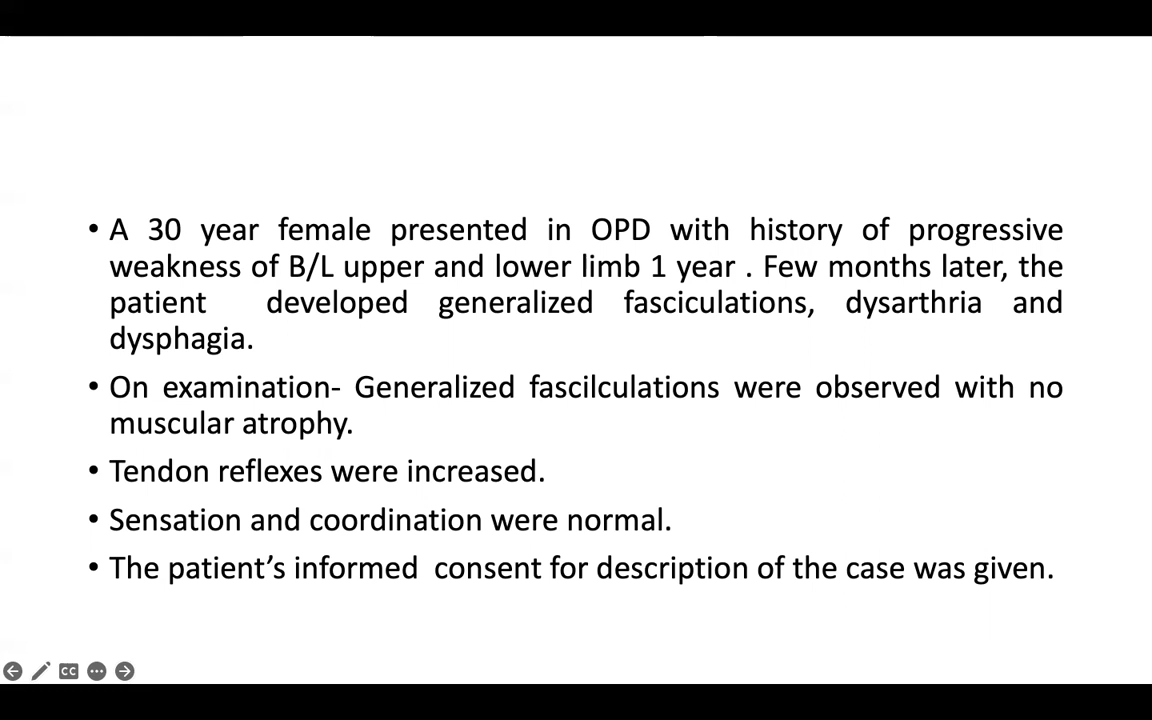 • A 30 year female presented in OPD with history of progressive
weakness of B/L upper and lower limb 1 year . Few months later, the
patient developed generalized fasciculations, dysarthria and
dysphagia.
• On examination- Generalized fascilculations were observed with no
muscular atrophy.
• Tendon reflexes were increased.
• Sensation and coordination were normal.
• The patient’s informed consent for description of the case was given.
CC